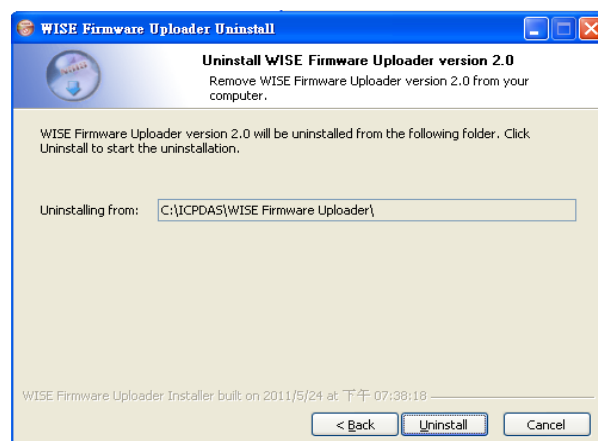 WISE Firmware Uploader Uninstall
Uninstall WISE Firmware Uploader version 2.0
Remove WISE Firmware Uploader version 2.0 from your
computer.
WISE Firmware Uploader version 2.0 will be uninstalled from the following folder. Click
Uninstall to start the uninstallation.
Uninstalling from: C:\ICPDAS\WISE Firmware Uploader\
WISE Firmware Uploader Installer built on 2011/5/24 at 下午 07:38:18
< Back Uninstall Cancel